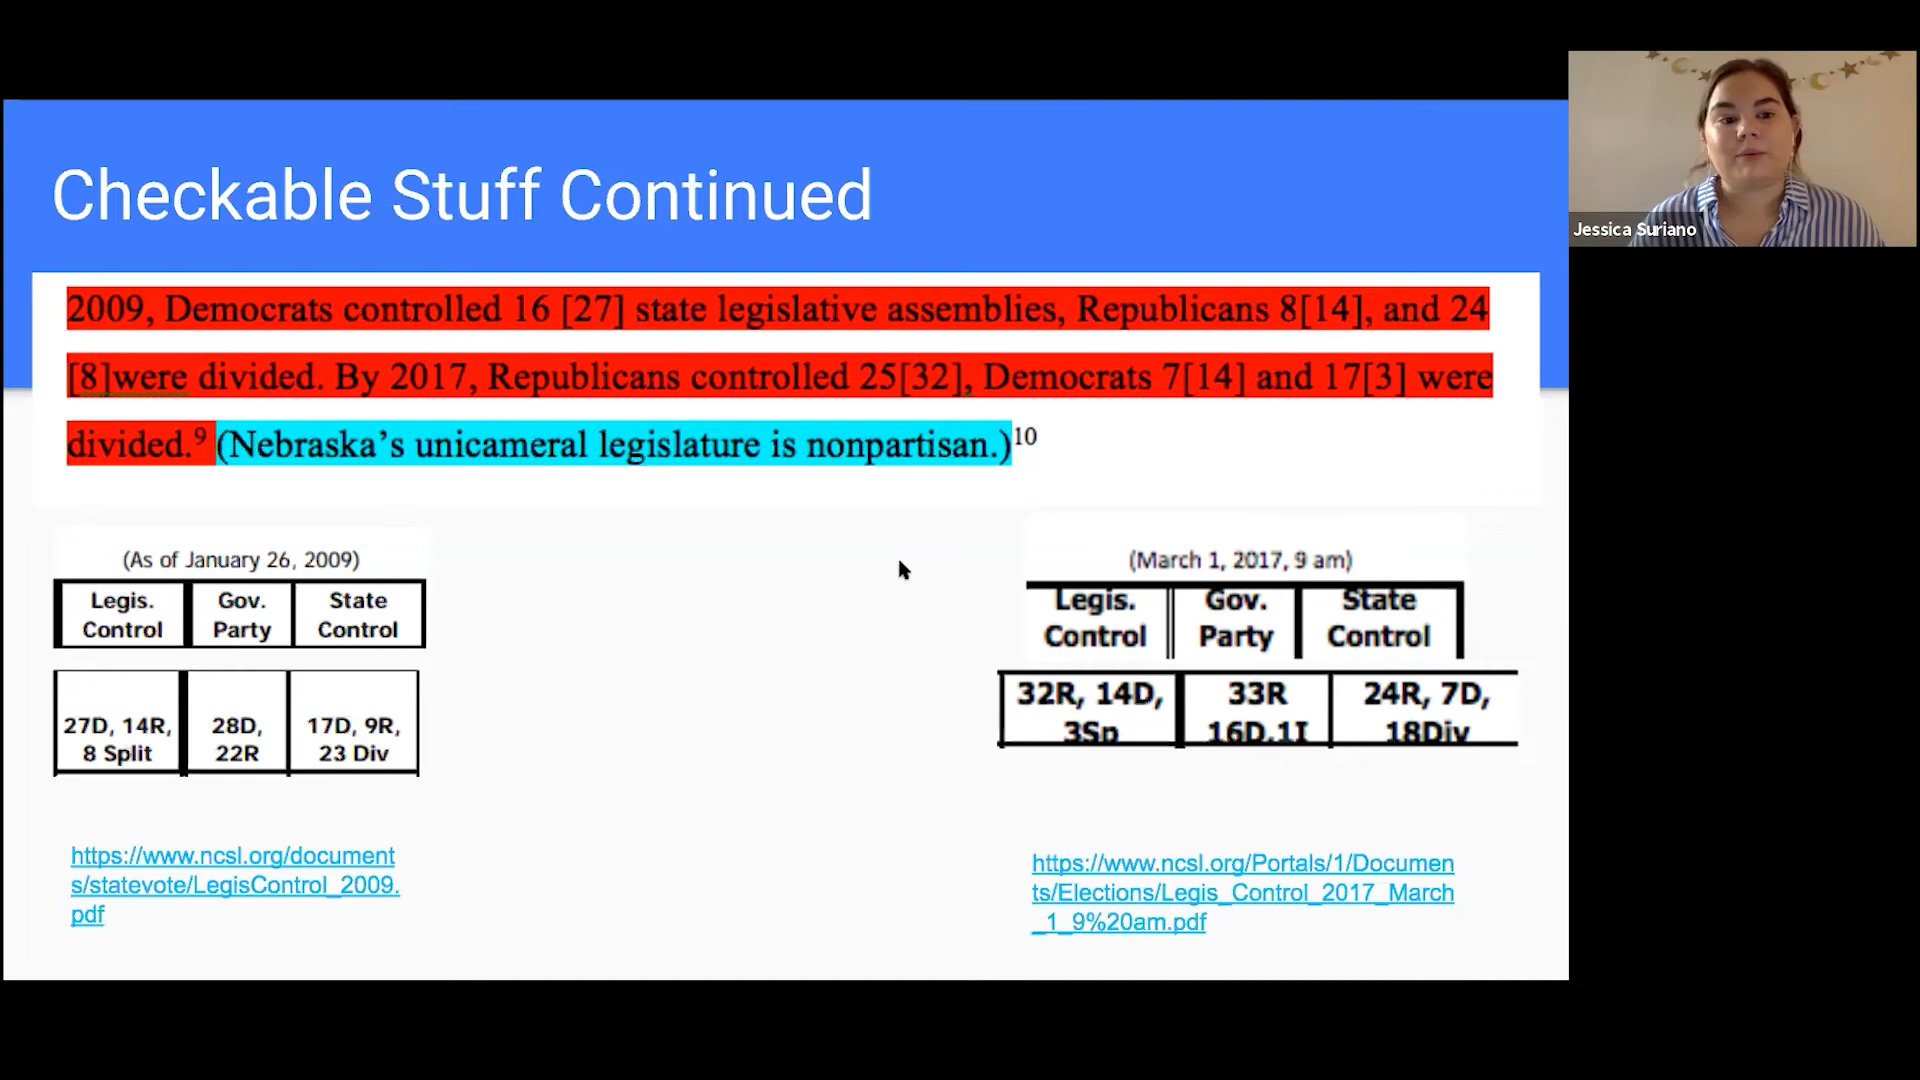 Checkable Stuff Continued
2009, Democrats controlled 16 [27] state legislative assemblies, Republicans 8[14], and 24
[8]were divided. By 2017, Republicans controlled 25[32], Democrats 7[14] and 17[3] were
divided.⁹ (Nebraska’s unicameral legislature is nonpartisan.)¹⁰
(As of January 26, 2009)
Legis. Gov. State
Control Party Control
27D, 14R, 28D, 17D, 9R,
8 Split 22R 23 Div
https://www.ncsl.org/document
s/statevote/LegisControl_2009.
pdf
(March 1, 2017, 9 am)
Legis. Gov. State
Control Party Control
32R, 14D, 33R 24R, 7D,
3Sp 16D,1I 18Div
https://www.ncsl.org/Portals/1/Documen
ts/Elections/Legis_Control_2017_March
_1_9%20am.pdf
Jessica Suriano